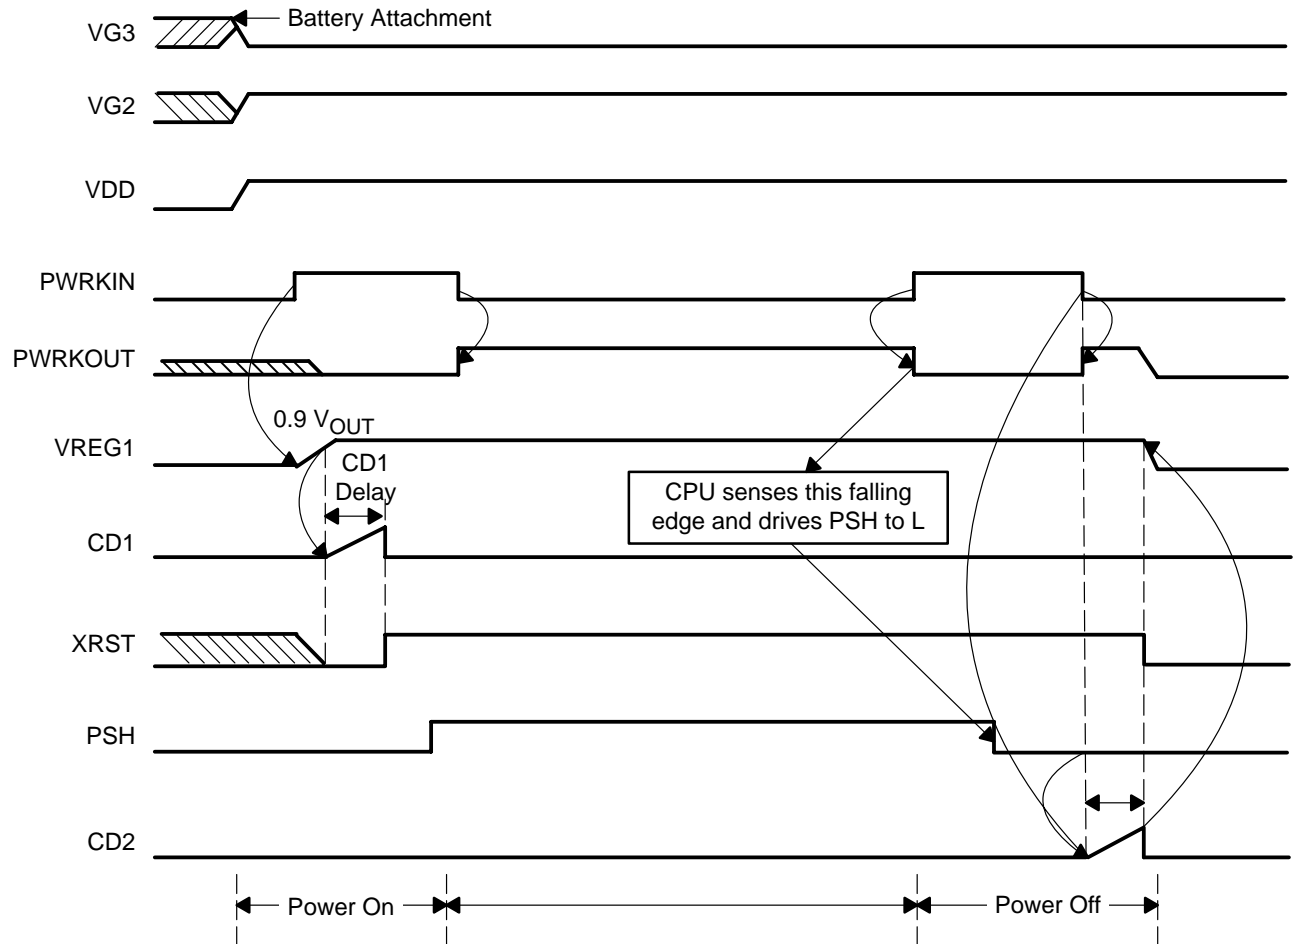 Battery Attachment
VG3
VG2
VDD
PWRKIN
PWRKOUT
0.9 VOUT
VREG1
CD1
Delay
CPU senses this falling
edge and drives PSH to L
CD1
XRST
PSH
CD2
Power On
Power Off